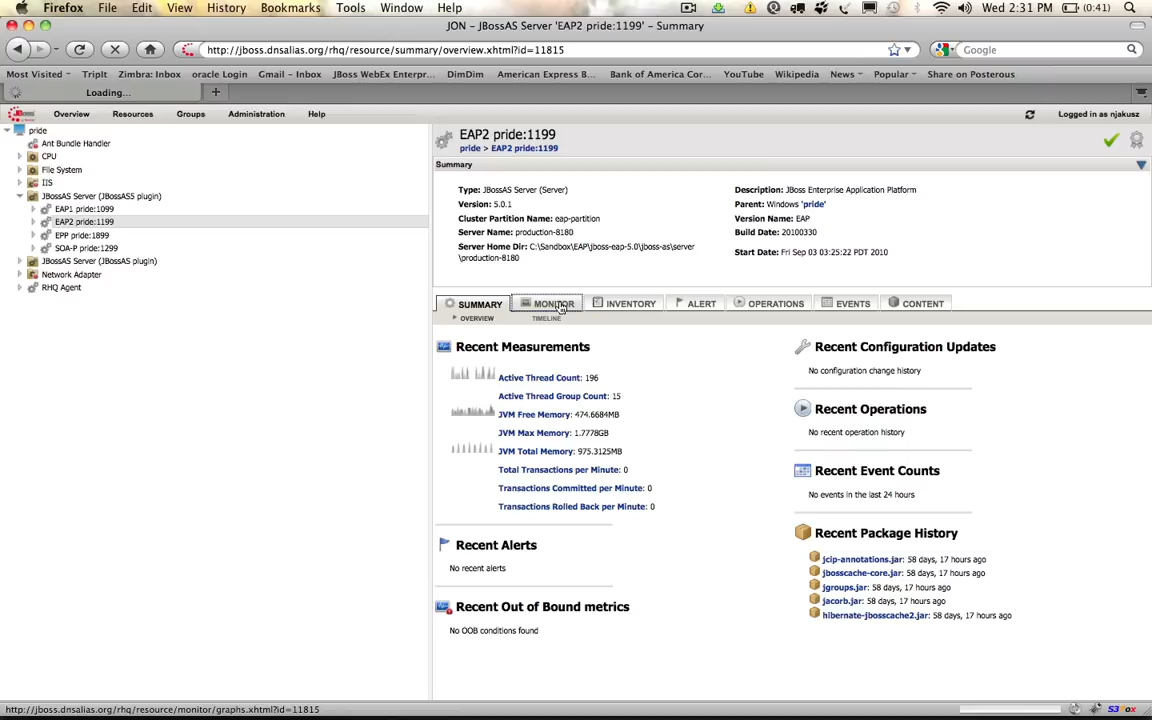 Firefox File Edit View History Bookmarks Tools Window Help Wed 2:31 PM (0:41)
JON – JBossAS Server 'EAP2 pride:1199' – Summary
http://jboss.dnsalias.org/rhq/resource/summary/overview.xhtml?id=11815 Google
Most Visited TripIt Zimbra: Inbox oracle Login Gmail – Inbox JBoss WebEx Enterpr... DimDim American Express B... Bank of America Cor... YouTube Wikipedia News Popular Share on Posterous
Loading...
Overview Resources Groups Administration Help Logged in as njakusz
pride
Ant Bundle Handler
CPU
File System
IIS
JBossAS Server (JBossAS5 plugin)
EAP1 pride:1099
EAP2 pride:1199
EPP pride:1899
SOA-P pride:1299
JBossAS Server (JBossAS plugin)
Network Adapter
RHQ Agent
EAP2 pride:1199
pride > EAP2 pride:1199
Summary
Type: JBossAS Server (Server)
Version: 5.0.1
Cluster Partition Name: eap-partition
Server Name: production-8180
Server Home Dir: C:\Sandbox\EAP\jboss-eap-5.0\jboss-as\server
\production-8180
Description: JBoss Enterprise Application Platform
Parent: Windows 'pride'
Version Name: EAP
Build Date: 20100330
Start Date: Fri Sep 03 03:25:22 PDT 2010
SUMMARY MONITOR INVENTORY ALERT OPERATIONS EVENTS CONTENT
OVERVIEW TIMELINE
Recent Measurements
Active Thread Count: 196
Active Thread Group Count: 15
JVM Free Memory: 474.6684MB
JVM Max Memory: 1.7778GB
JVM Total Memory: 975.3125MB
Total Transactions per Minute: 0
Transactions Committed per Minute: 0
Transactions Rolled Back per Minute: 0
Recent Alerts
No recent alerts
Recent Out of Bound metrics
No OOB conditions found
Recent Configuration Updates
No configuration change history
Recent Operations
No recent operation history
Recent Event Counts
No events in the last 24 hours
Recent Package History
jcip-annotations.jar: 58 days, 17 hours ago
jbosscache-core.jar: 58 days, 17 hours ago
jgroups.jar: 58 days, 17 hours ago
jacorb.jar: 58 days, 17 hours ago
hibernate-jbosscache2.jar: 58 days, 17 hours ago
http://jboss.dnsalias.org/rhq/resource/monitor/graphs.xhtml?id=11815 S3Fox